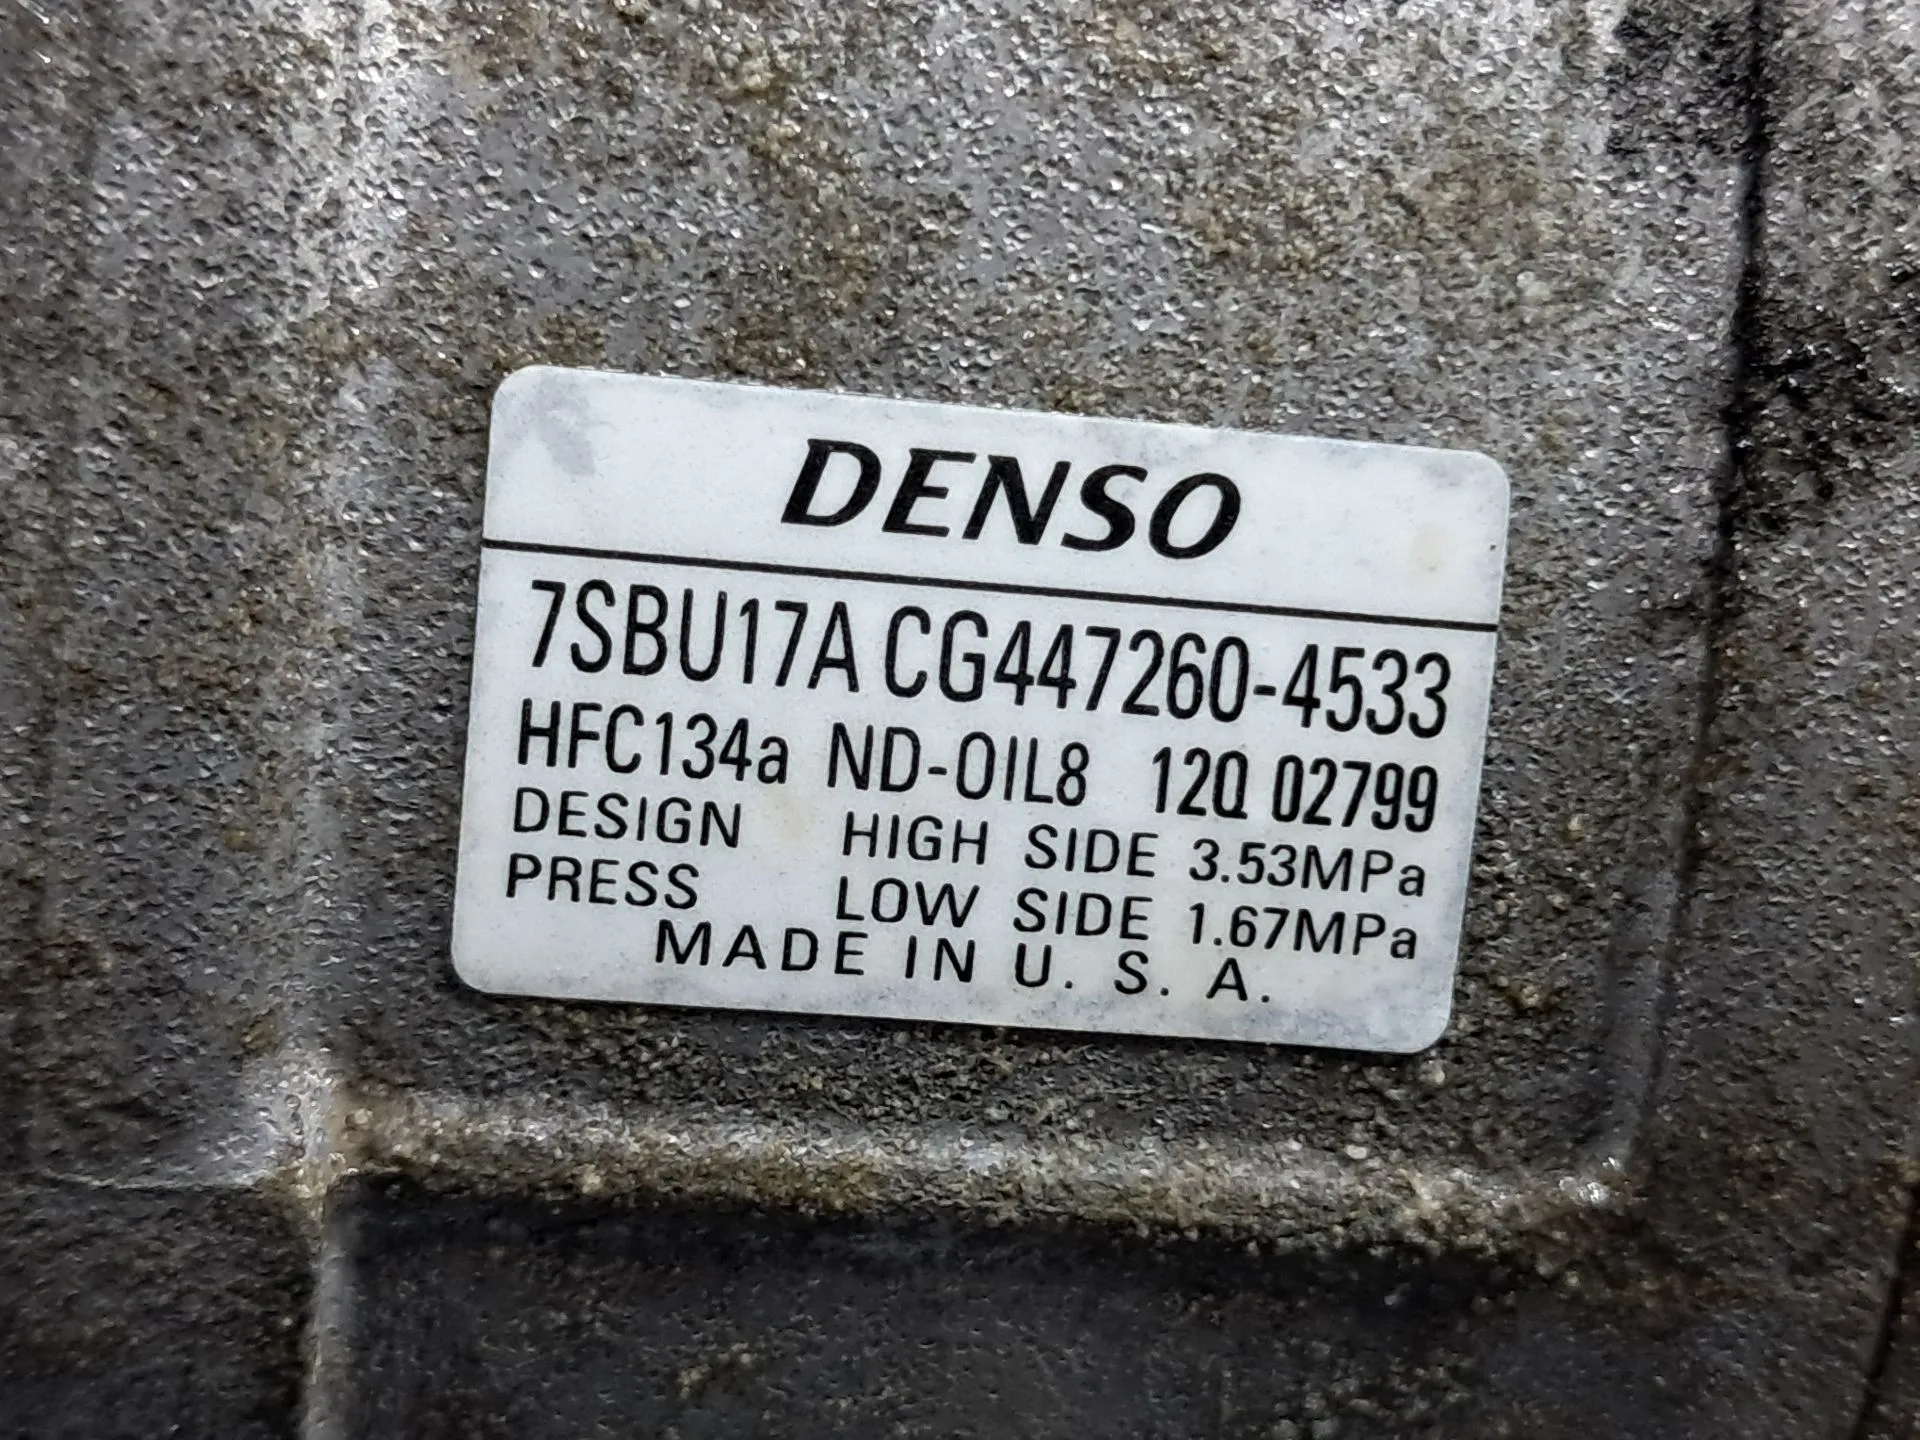 DENSO
7SBU17A CG447260-4533
HFC134a ND-OIL8 12Q 02799
DESIGN HIGH SIDE 3.53MPa
PRESS LOW SIDE 1.67MPa
MADE IN U. S. A.